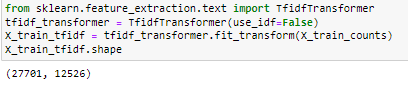 from sklearn.feature_extraction.text import TfidfTransformer
tfidf_transformer = TfidfTransformer(use_idf=False)
X_train_tfidf = tfidf_transformer.fit_transform(X_train_counts)
X_train_tfidf.shape
(27701, 12526)